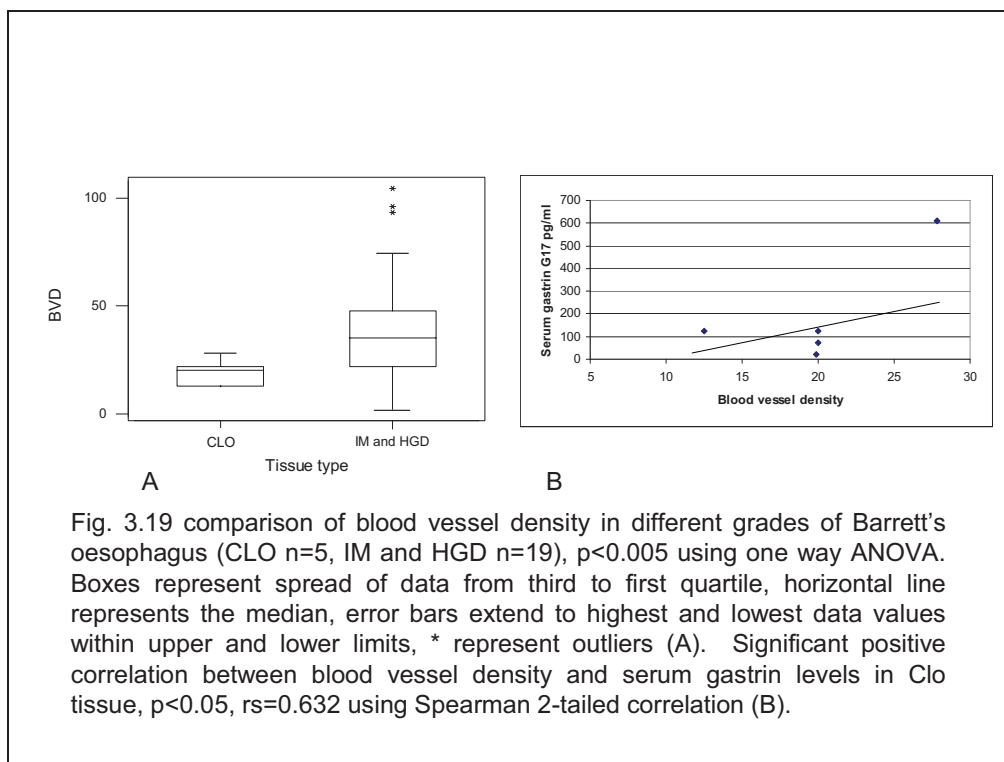 100
50
0
BVD
CLO
IM and HGD
Tissue type
A
700
600
500
400
300
200
100
0
Serum gastrin G17 pg/ml
5
10
15
20
25
30
Blood vessel density
B
Fig. 3.19 comparison of blood vessel density in different grades of Barrett's
oesophagus (CLO n=5, IM and HGD n=19), p<0.005 using one way ANOVA.
Boxes represent spread of data from third to first quartile, horizontal line
represents the median, error bars extend to highest and lowest data values
within upper and lower limits, * represent outliers (A). Significant positive
correlation between blood vessel density and serum gastrin levels in Clo
tissue, p<0.05, rs=0.632 using Spearman 2-tailed correlation (B).